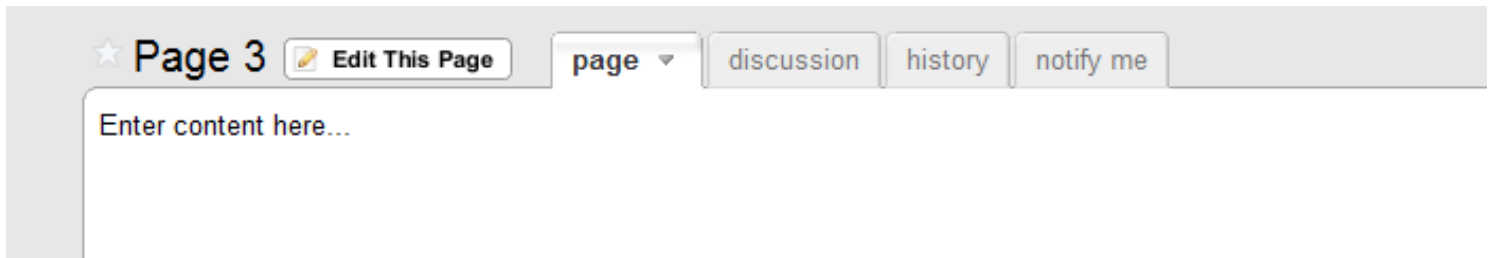 Page 3 Edit This Page page discussion history notify me
Enter content here...